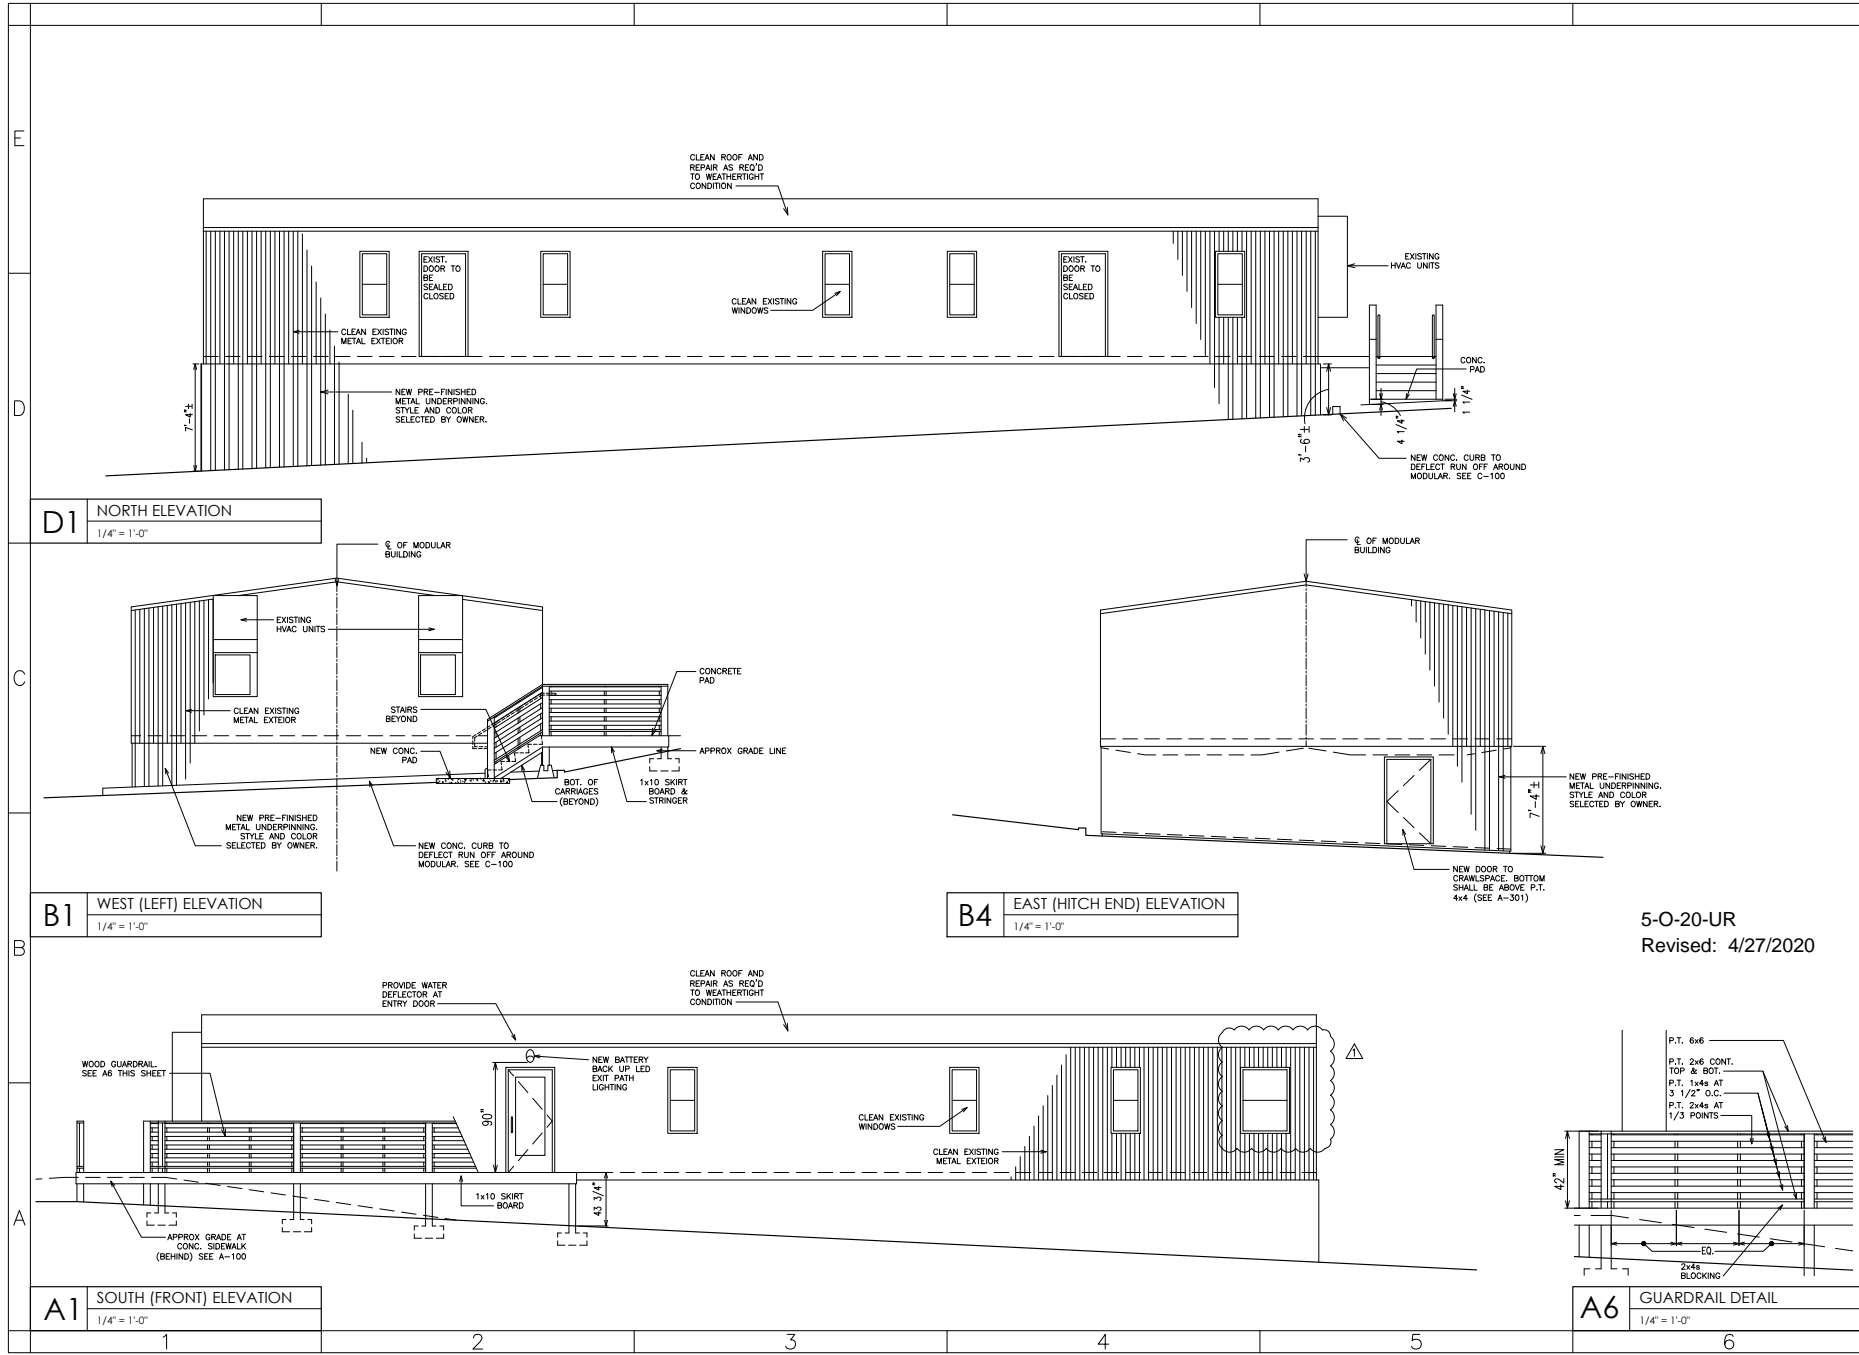 E
D
C
B
A
CLEAN ROOF AND
REPAIR AS REQ'D
TO WEATHERTIGHT
CONDITION
EXIST.
DOOR TO
BE
SEALED
CLOSED
EXIST.
DOOR TO
BE
SEALED
CLOSED
EXISTING
HVAC UNITS
CLEAN EXISTING
WINDOWS
CLEAN EXISTING
METAL EXTEIOR
CONC.
PAD
NEW PRE-FINISHED
METAL UNDERPINNING.
STYLE AND COLOR
SELECTED BY OWNER.
7'-4"±
3'-6"±
4 1/4"
1 1/4"
NEW CONC. CURB TO
DEFLECT RUN OFF AROUND
MODULAR. SEE C-100
D1 NORTH ELEVATION
1/4" = 1'-0"
℄ OF MODULAR
BUILDING
EXISTING
HVAC UNITS
CONCRETE
PAD
CLEAN EXISTING
METAL EXTEIOR
STAIRS
BEYOND
NEW CONC.
PAD
APPROX GRADE LINE
BOT. OF
CARRIAGES
(BEYOND)
1x10 SKIRT
BOARD &
STRINGER
NEW PRE-FINISHED
METAL UNDERPINNING.
STYLE AND COLOR
SELECTED BY OWNER.
NEW CONC. CURB TO
DEFLECT RUN OFF AROUND
MODULAR. SEE C-100
B1 WEST (LEFT) ELEVATION
1/4" = 1'-0"
℄ OF MODULAR
BUILDING
NEW PRE-FINISHED
METAL UNDERPINNING.
STYLE AND COLOR
SELECTED BY OWNER.
7'-4"±
NEW DOOR TO
CRAWLSPACE. BOTTOM
SHALL BE ABOVE P.T.
4x4 (SEE A-301)
B4 EAST (HITCH END) ELEVATION
1/4" = 1'-0"
5-O-20-UR
Revised: 4/27/2020
PROVIDE WATER
DEFLECTOR AT
ENTRY DOOR
CLEAN ROOF AND
REPAIR AS REQ'D
TO WEATHERTIGHT
CONDITION
WOOD GUARDRAIL.
SEE A6 THIS SHEET
NEW BATTERY
BACK UP LED
EXIT PATH
LIGHTING
1
90"
CLEAN EXISTING
WINDOWS
CLEAN EXISTING
METAL EXTEIOR
1x10 SKIRT
BOARD
43 3/4"
APPROX GRADE AT
CONC. SIDEWALK
(BEHIND) SEE A-100
A1 SOUTH (FRONT) ELEVATION
1/4" = 1'-0"
P.T. 6x6
P.T. 2x6 CONT.
TOP & BOT.
P.T. 1x4s AT
3 1/2" O.C.
P.T. 2x4s AT
1/3 POINTS
42" MIN
EQ.
2x4s
BLOCKING
A6 GUARDRAIL DETAIL
1/4" = 1'-0"
1 2 3 4 5 6